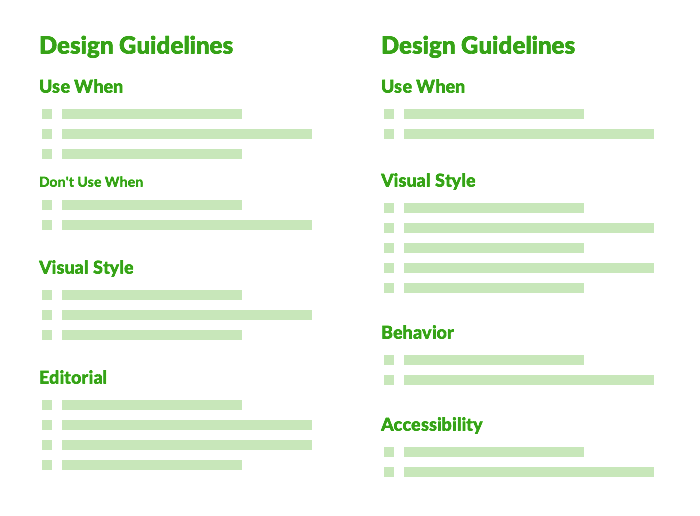 Design Guidelines
Use When
Don't Use When
Visual Style
Editorial
Design Guidelines
Use When
Visual Style
Behavior
Accessibility